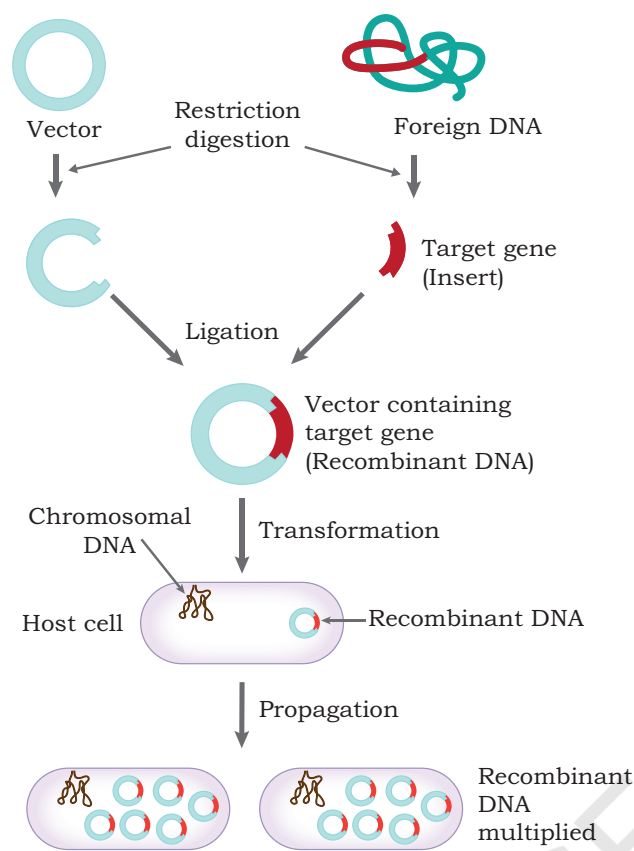 Vector
Restriction
digestion
Foreign DNA
Target gene
(Insert)
Ligation
Vector containing
target gene
(Recombinant DNA)
Chromosomal
DNA
Transformation
Host cell
Recombinant DNA
Propagation
Recombinant
DNA
multiplied